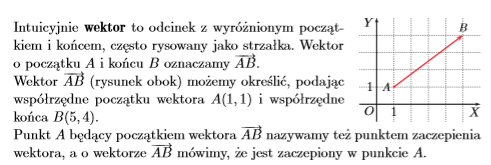 Intuicyjnie wektor to odcinek z wyróżnionym począt-
kiem i końcem, często rysowany jako strzałka. Wektor
o początku A i końcu B oznaczamy \overrightarrow{AB}.
Wektor \overrightarrow{AB} (rysunek obok) możemy określić, podając
współrzędne początku wektora A(1, 1) i współrzędne
końca B(5, 4).
Punkt A będący początkiem wektora \overrightarrow{AB} nazywamy też punktem zaczepienia
wektora, a o wektorze \overrightarrow{AB} mówimy, że jest zaczepiony w punkcie A.
Y
B
1 A
O 1 X